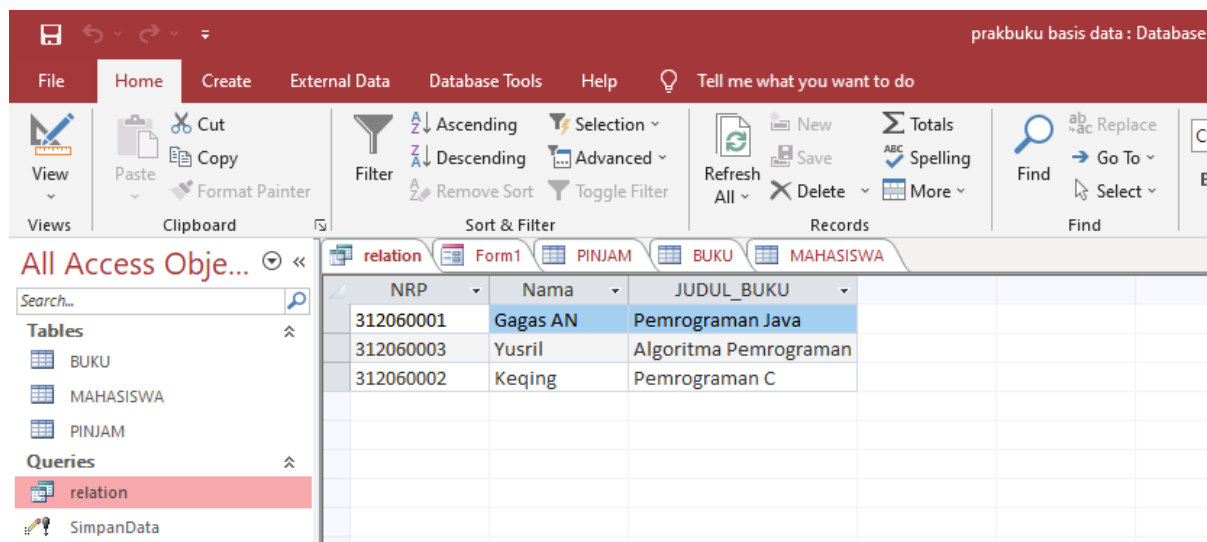 prakbuku basis data : Database
File Home Create External Data Database Tools Help Tell me what you want to do
View
Paste
Cut
Copy
Format Painter
Filter
Ascending
Descending
Remove Sort
Selection
Advanced
Toggle Filter
Refresh
All
New
Save
Delete
Totals
Spelling
More
Find
Replace
Go To
Select
Views Clipboard Sort & Filter Records Find
All Access Obje...
Search...
Tables
BUKU
MAHASISWA
PINJAM
Queries
relation
SimpanData
relation Form1 PINJAM BUKU MAHASISWA
NRP Nama JUDUL_BUKU
312060001 Gagas AN Pemrograman Java
312060003 Yusril Algoritma Pemrograman
312060002 Keqing Pemrograman C